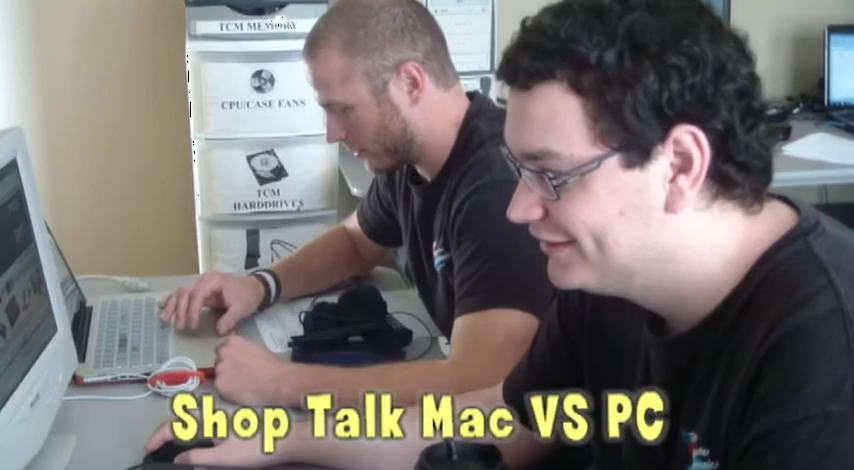 TCM MEMORY
CPU/CASE FANS
TCM
HARDDRIVES
Shop Talk Mac VS PC